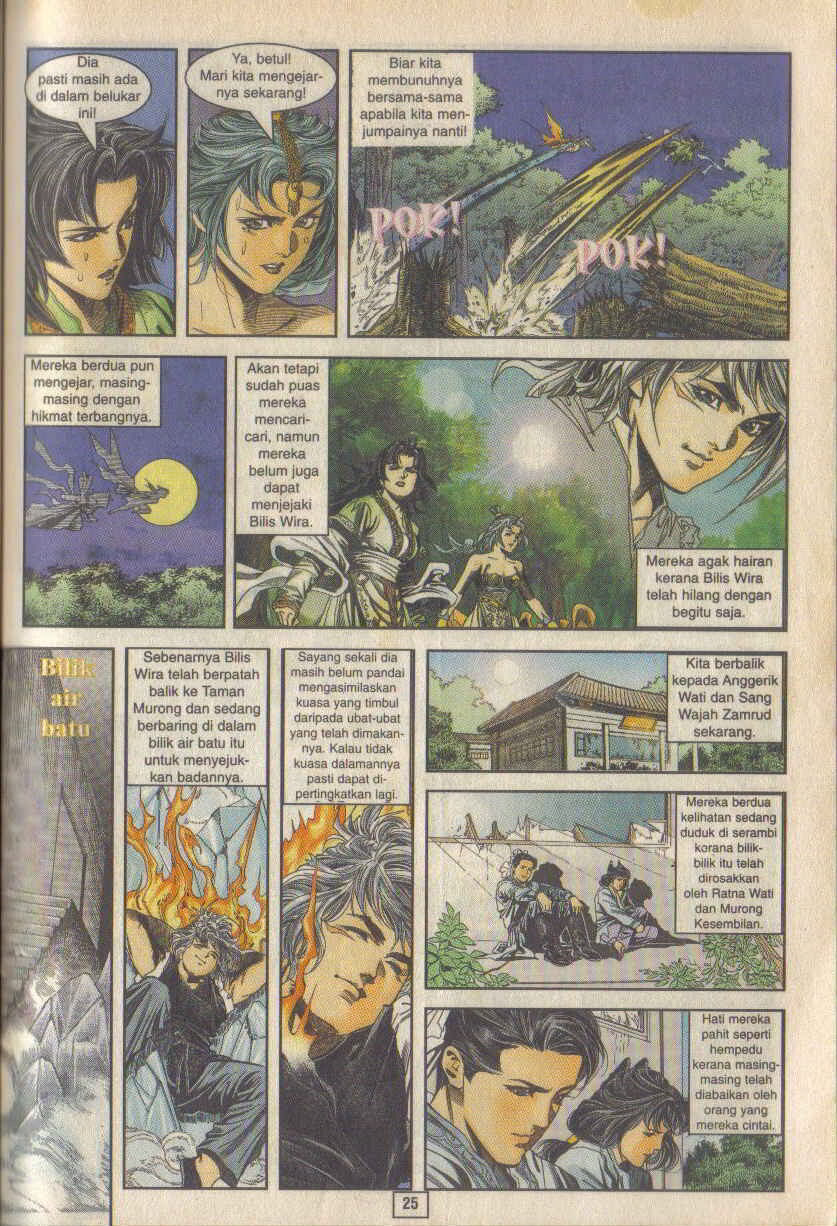 Dia
pasti masih ada
di dalam belukar
ini!
Ya, betul!
Mari kita mengejar-
nya sekarang!
Biar kita
membunuhnya
bersama-sama
apabila kita men-
jumpainya nanti!
POK!
POK!
Mereka berdua pun
mengejar, masing-
masing dengan
hikmat terbangnya.
Akan tetapi
sudah puas
mereka
mencari-
cari, namun
mereka
belum juga
dapat
menjejaki
Bilis Wira.
Mereka agak hairan
kerana Bilis Wira
telah hilang dengan
begitu saja.
Bilik
air
batu
Sebenarnya Bilis
Wira telah berpatah
balik ke Taman
Murong dan sedang
berbaring di dalam
bilik air batu itu
untuk menyejuk-
kan badannya.
Sayang sekali dia
masih belum pandai
mengasimilaskan
kuasa yang timbul
daripada ubat-ubat
yang telah dimakan-
nya. Kalau tidak
kuasa dalamannya
pasti dapat di-
pertingkatkan lagi.
Kita berbalik
kepada Anggerik
Wati dan Sang
Wajah Zamrud
sekarang.
Mereka berdua
kelihatan sedang
duduk di serambi
korana bilik-
bilik itu telah
dirosakkan
oleh Ratna Wati
dan Murong
Kesembilan.
Hati mereka
pahit seperti
hempedu
kerana masing-
masing telah
diabaikan oleh
orang yang
mereka cintai.
25